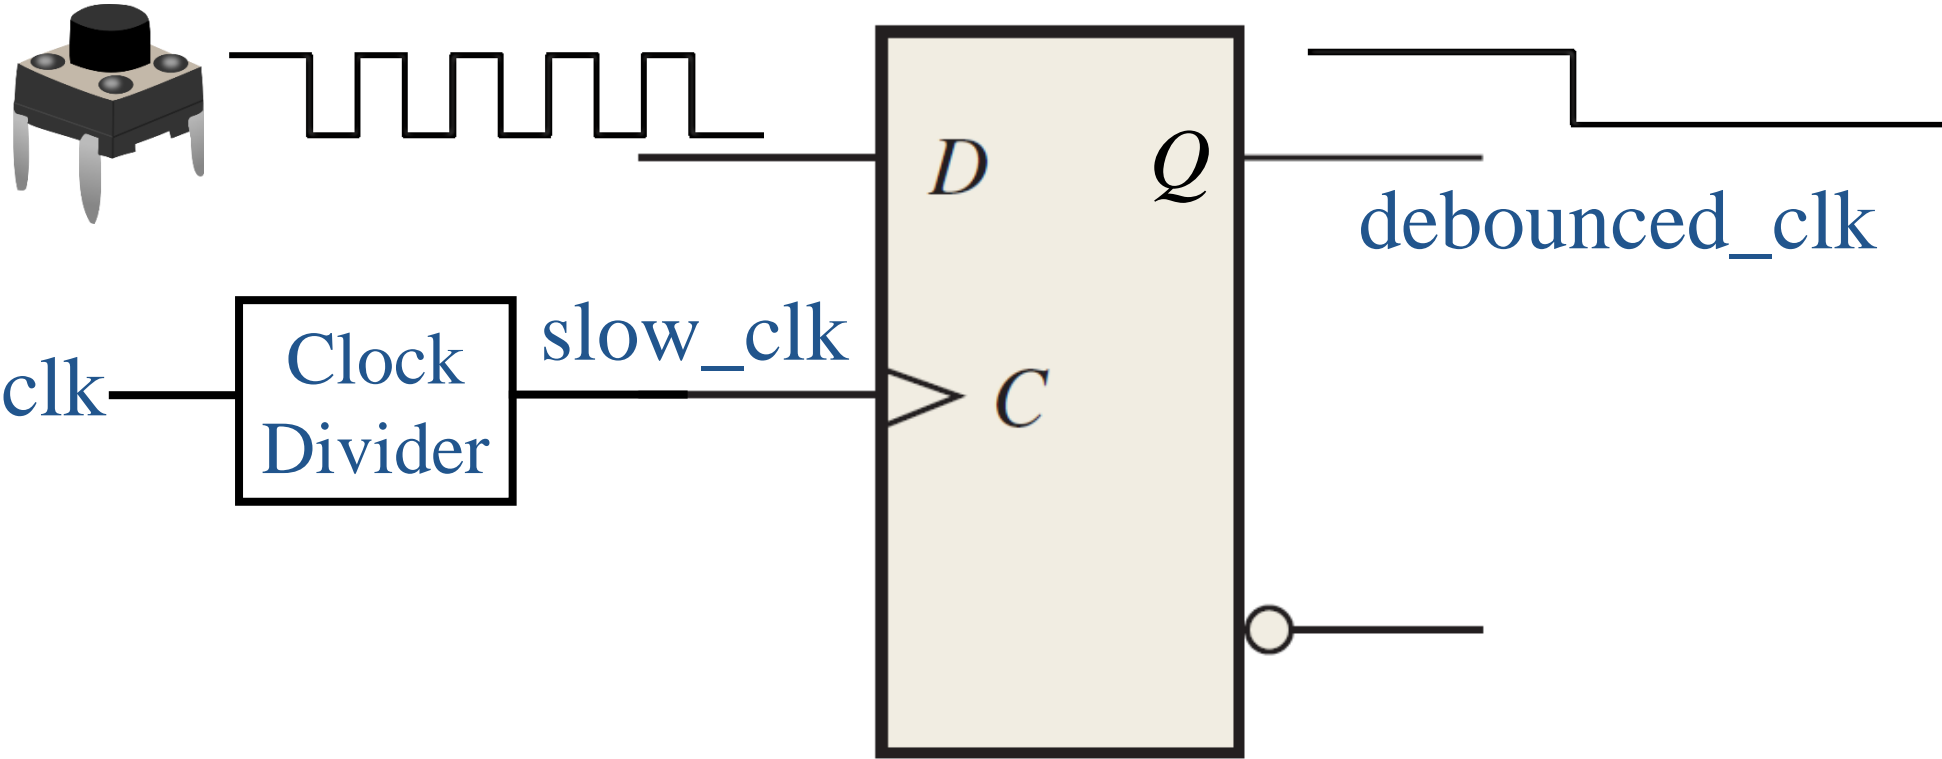 D
Q
debounced_clk
slow_clk
clk
Clock
Divider
C